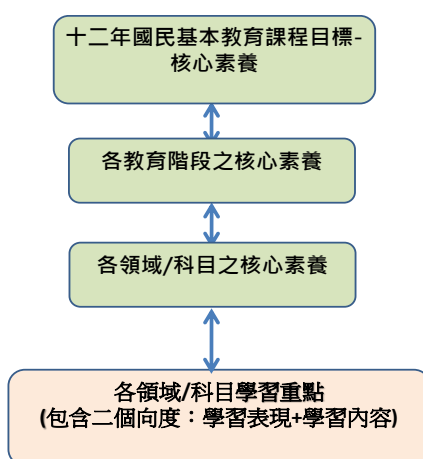 十二年國民基本教育課程目標-
核心素養
各教育階段之核心素養
各領域/科目之核心素養
各領域/科目學習重點
(包含二個向度：學習表現+學習內容)